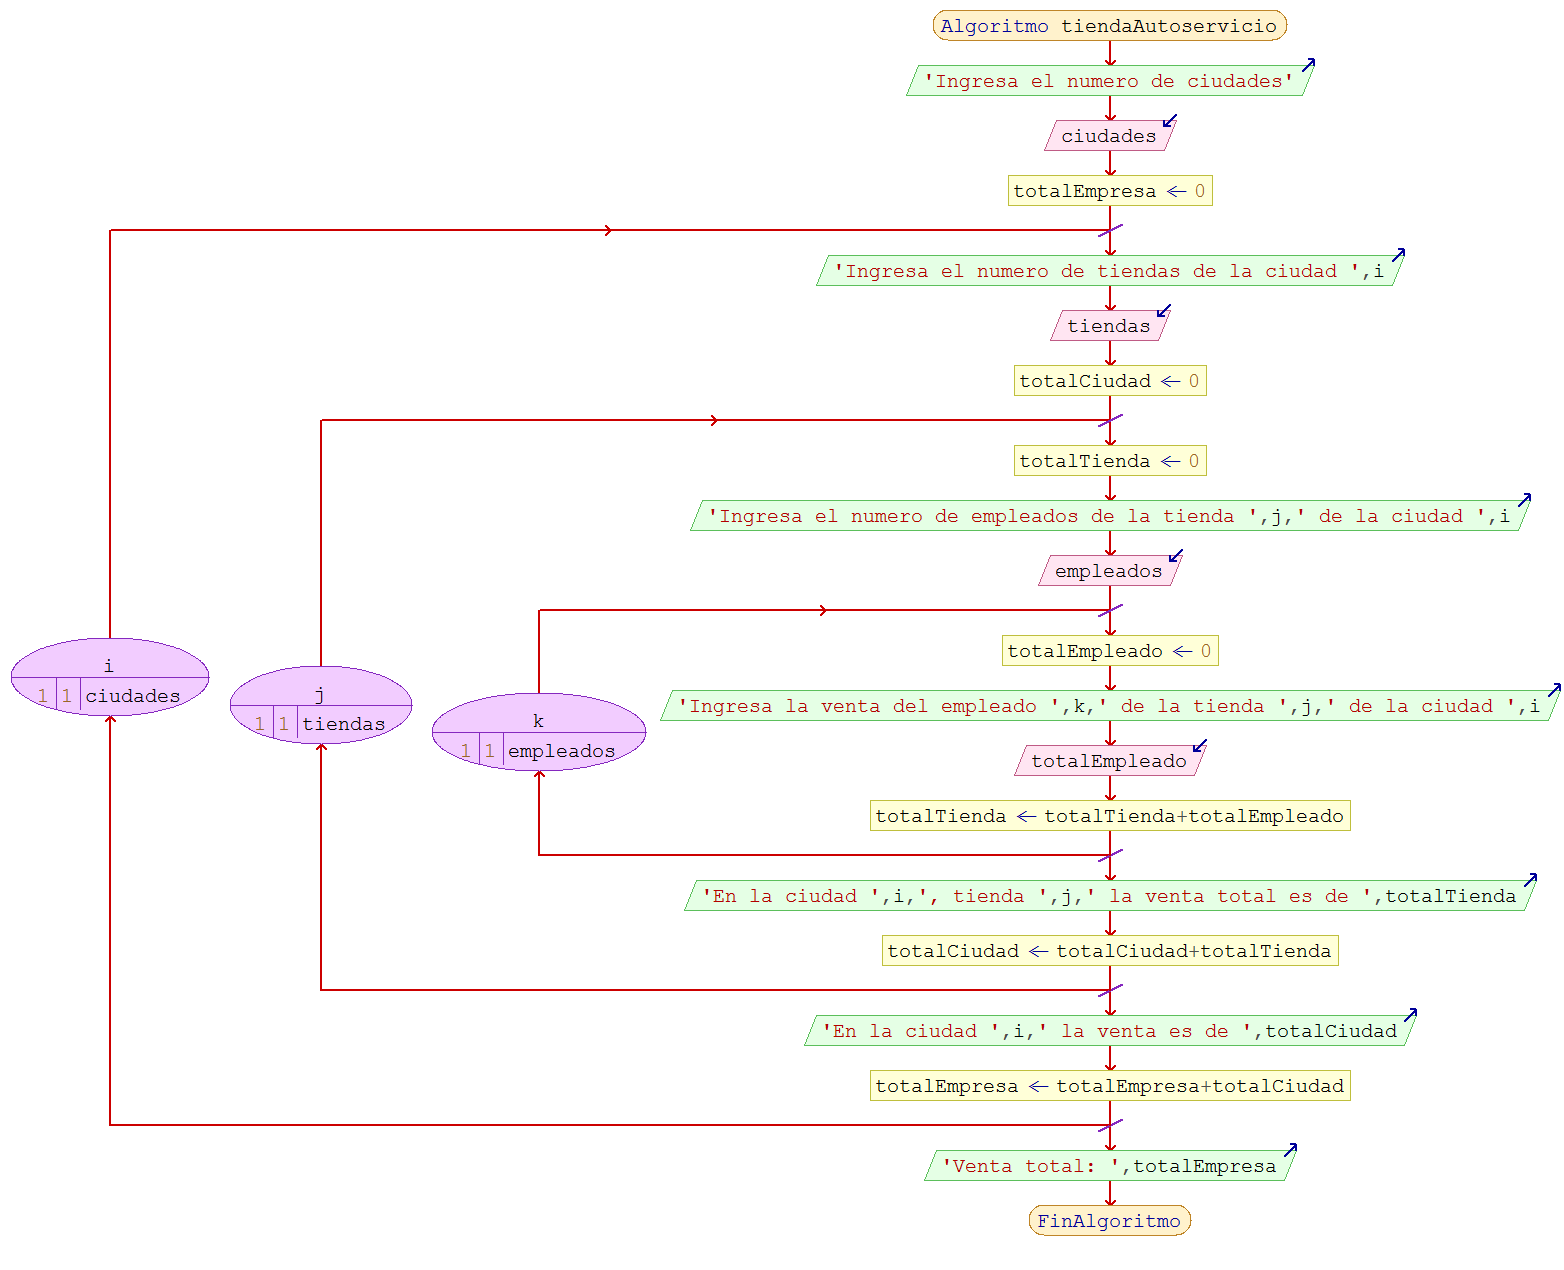 Algoritmo tiendaAutoservicio
'Ingresa el numero de ciudades'
ciudades
totalEmpresa ← 0
'Ingresa el numero de tiendas de la ciudad ',i
tiendas
totalCiudad ← 0
totalTienda ← 0
'Ingresa el numero de empleados de la tienda ',j,' de la ciudad ',i
empleados
totalEmpleado ← 0
i
1 1 ciudades
j
1 1 tiendas
k
1 1 empleados
'Ingresa la venta del empleado ',k,' de la tienda ',j,' de la ciudad ',i
totalEmpleado
totalTienda ← totalTienda+totalEmpleado
'En la ciudad ',i,', tienda ',j,' la venta total es de ',totalTienda
totalCiudad ← totalCiudad+totalTienda
'En la ciudad ',i,' la venta es de ',totalCiudad
totalEmpresa ← totalEmpresa+totalCiudad
'Venta total: ',totalEmpresa
FinAlgoritmo